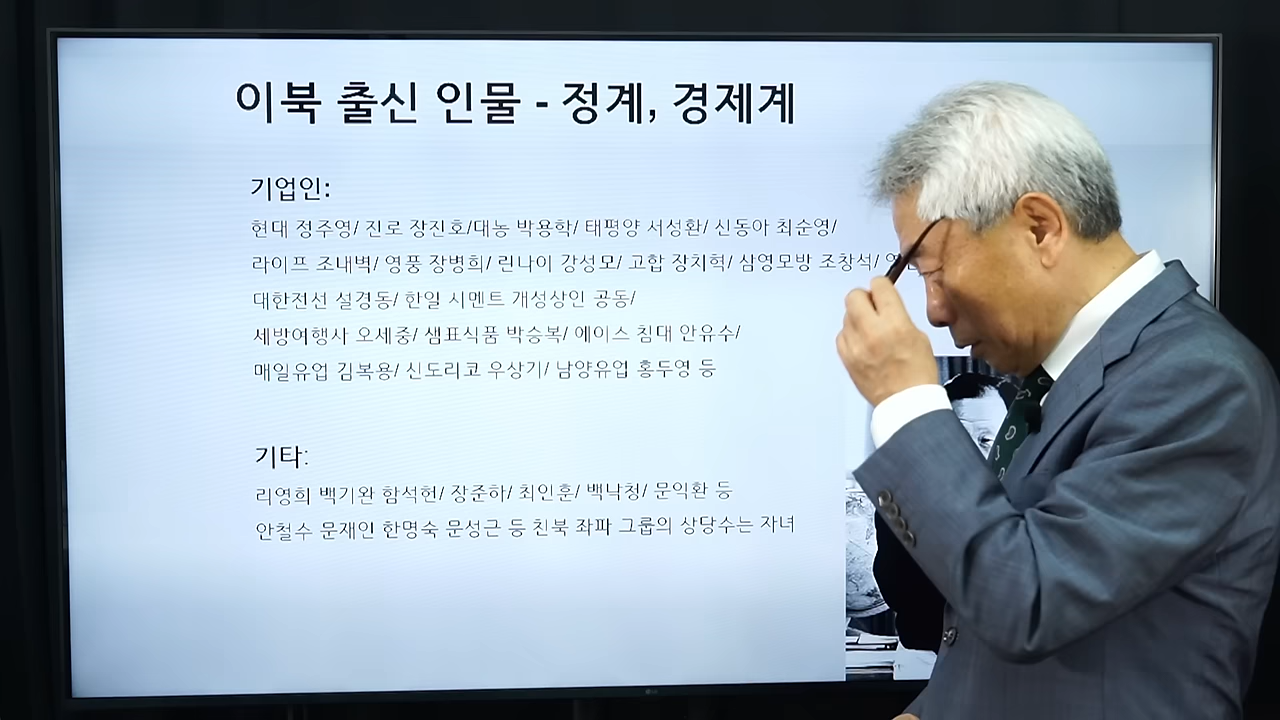 이북 출신 인물 - 정계, 경제계
기업인:
현대 정주영/ 진로 장진호/대농 박용학/ 태평양 서성환/ 신동아 최순영/
라이프 조내벽/ 영풍 장병희/ 린나이 강성모/ 고합 장치혁/ 삼영모방 조창석/
대한전선 설경동/ 한일 시멘트 개성상인 공동/
세방여행사 오세중/ 샘표식품 박승복/ 에이스 침대 안유수/
매일유업 김복용/ 신도리코 우상기/ 남양유업 홍두영 등
기타:
리영희 백기완 함석헌/ 장준하/ 최인훈/ 백낙청/ 문익환 등
안철수 문재인 한명숙 문성근 등 친북 좌파 그룹의 상당수는 자녀